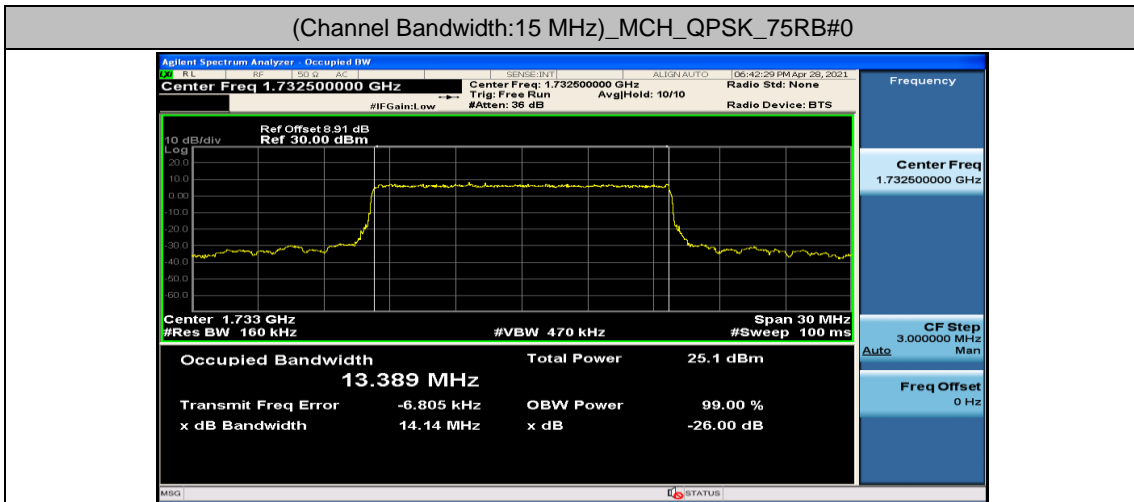 (Channel Bandwidth:15 MHz)_MCH_QPSK_75RB#0
Agilent Spectrum Analyzer - Occupied BW
LXI RL RF 50 Ω AC SENSE:INT ALIGN AUTO 06:42:29 PM Apr 28, 2021
Center Freq 1.732500000 GHz
#IFGain:Low
Center Freq: 1.732500000 GHz
Trig: Free Run Avg|Hold: 10/10
#Atten: 36 dB
Radio Std: None
Radio Device: BTS
Ref Offset 8.91 dB
10 dB/div Ref 30.00 dBm
Log
20.0
10.0
0.00
-10.0
-20.0
-30.0
-40.0
-50.0
-60.0
Center 1.733 GHz Span 30 MHz
#Res BW 160 kHz #VBW 470 kHz #Sweep 100 ms
Occupied Bandwidth Total Power 25.1 dBm
13.389 MHz
Transmit Freq Error -6.805 kHz OBW Power 99.00 %
x dB Bandwidth 14.14 MHz x dB -26.00 dB
Frequency
Center Freq
1.732500000 GHz
CF Step
3.000000 MHz
Auto Man
Freq Offset
0 Hz
MSG STATUS